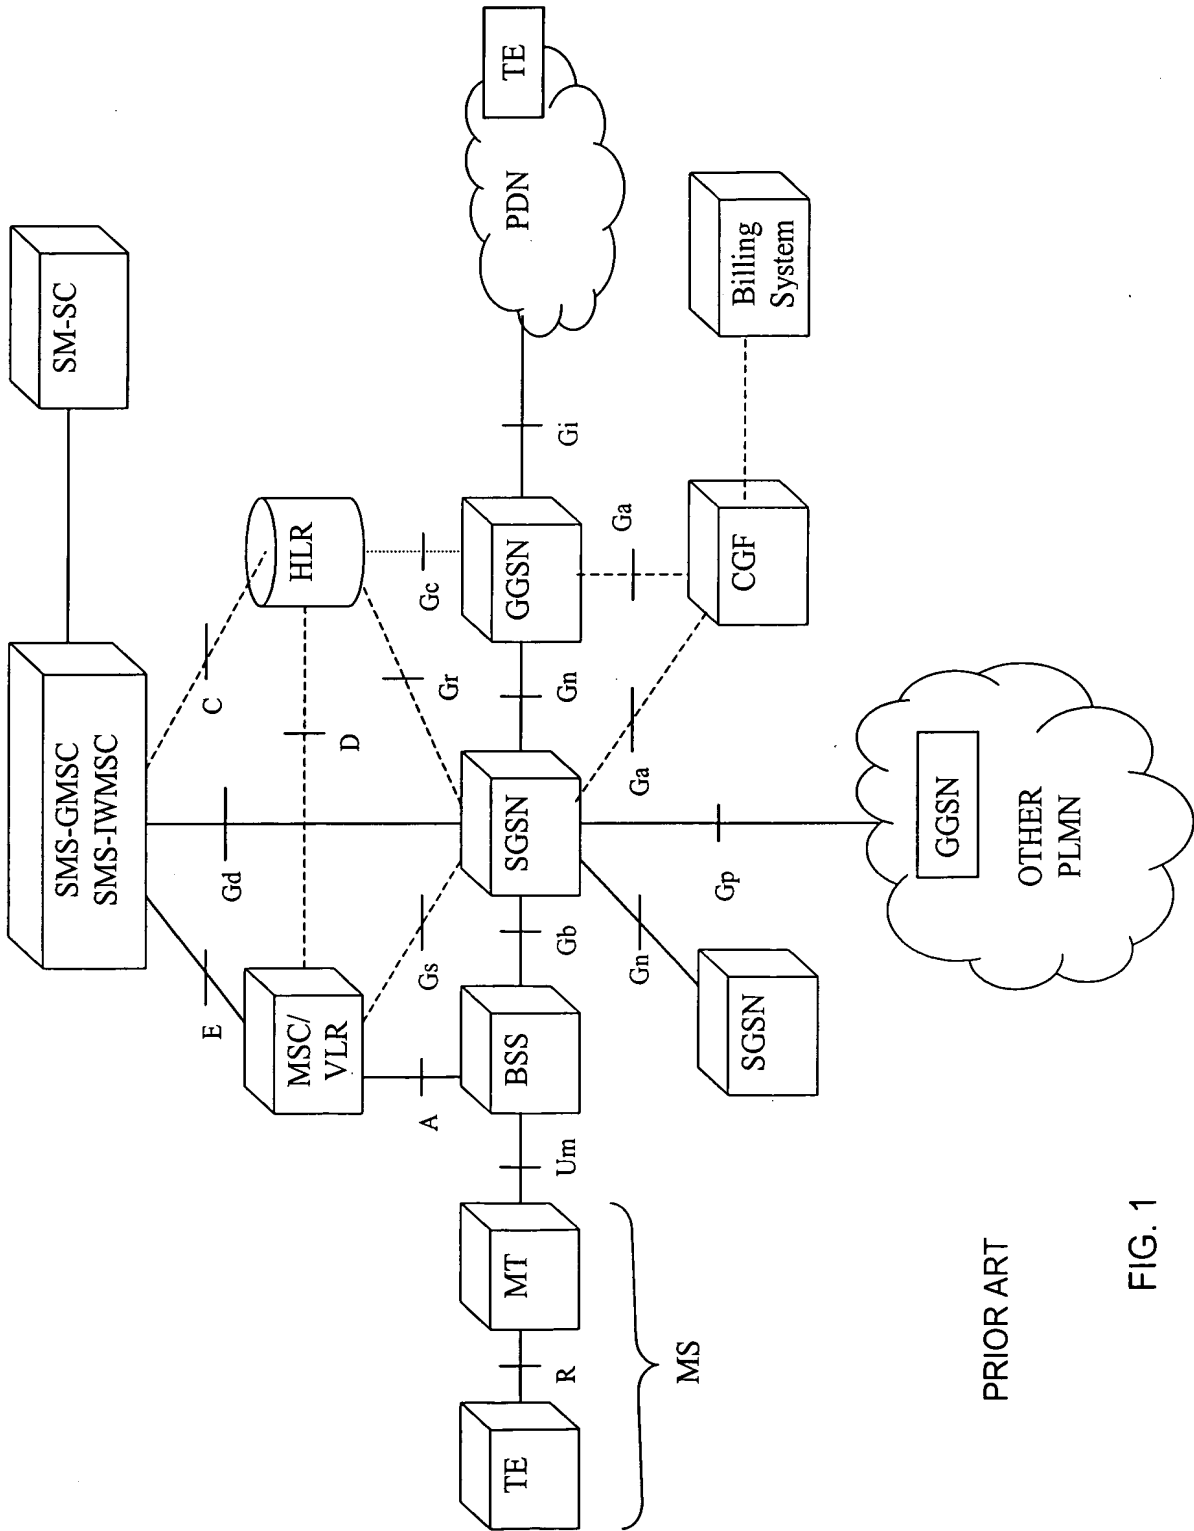 SMS-GMSC
SMS-IWMSC
SM-SC
E
Gd
C
MSC/
VLR
D
HLR
A
Gs
Gr
Gc
TE
R
MT
Um
BSS
Gb
SGSN
Gn
GGSN
Gi
PDN
TE
MS
Gn
Gp
Ga
Ga
SGSN
CGF
Billing
System
GGSN
OTHER
PLMN
PRIOR ART
FIG. 1